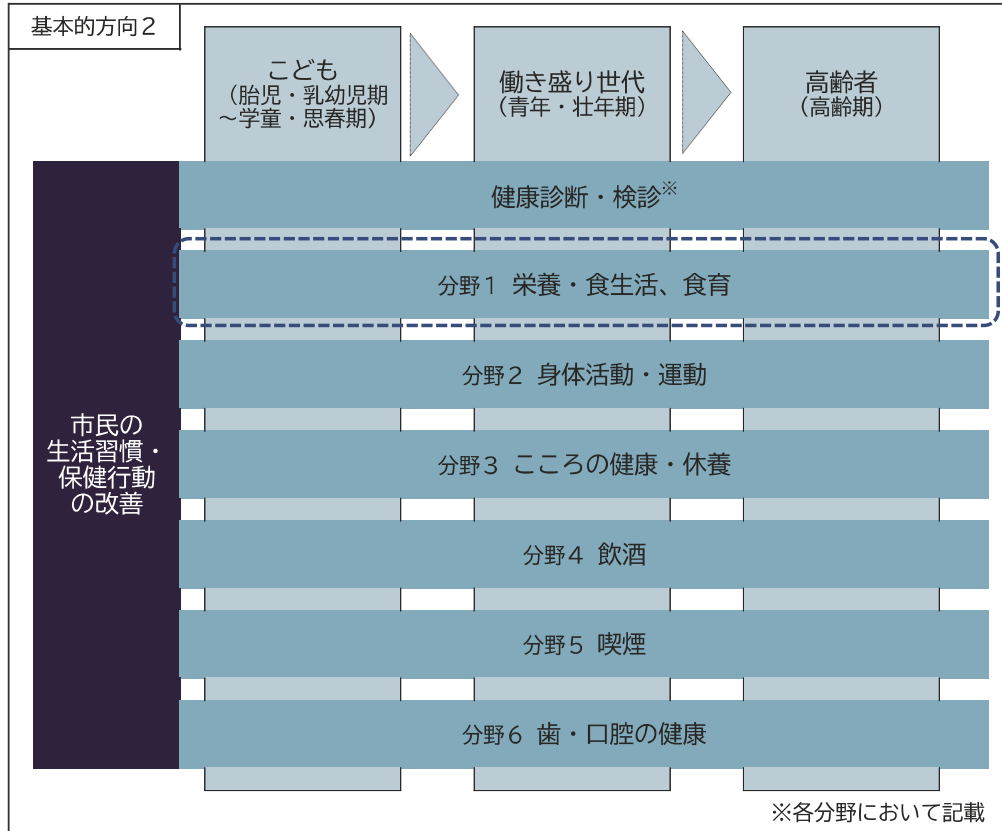 基本的方向2
こども
（胎児・乳幼児期
～学童・思春期）
働き盛り世代
（青年・壮年期）
高齢者
（高齢期）
市民の
生活習慣・
保健行動
の改善
健康診断・検診※
分野1 栄養・食生活、食育
分野2 身体活動・運動
分野3 こころの健康・休養
分野4 飲酒
分野5 喫煙
分野6 歯・口腔の健康
※各分野において記載